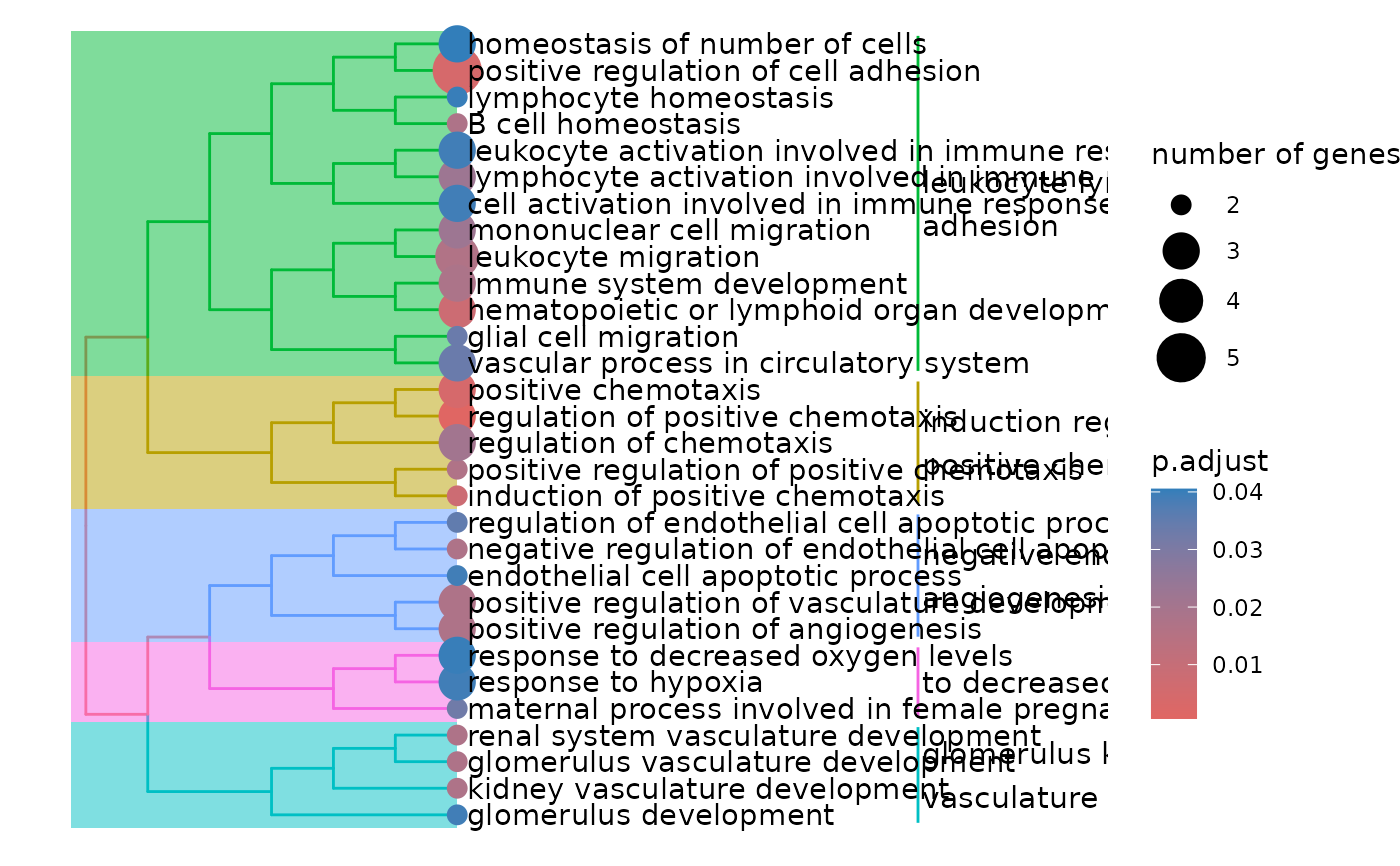 homeostasis of number of cells
positive regulation of cell adhesion
lymphocyte homeostasis
B cell homeostasis
leukocyte activation involved in immune res
lymphocyte activation involved in immune
leukocyte ly
cell activation involved in immune response
adhesion
mononuclear cell migration
leukocyte migration
immune system development
hematopoietic or lymphoid organ developm
glial cell migration
vascular process in circulatory system
positive chemotaxis
regulation of positive chemotaxis
induction reg
regulation of chemotaxis
positive regulation of positive chemotaxis
positive chem
induction of positive chemotaxis
regulation of endothelial cell apoptotic proc
negative regulation of endothelial cell apop
negative end
endothelial cell apoptotic process
positive regulation of vasculature developm
angiogenesi
positive regulation of angiogenesis
response to decreased oxygen levels
response to hypoxia
to decreased
maternal process involved in female pregna
renal system vasculature development
glomerulus vasculature development
glomerulus k
kidney vasculature development
vasculature
glomerulus development
number of genes
2
3
4
5
p.adjust
0.04
0.03
0.02
0.01